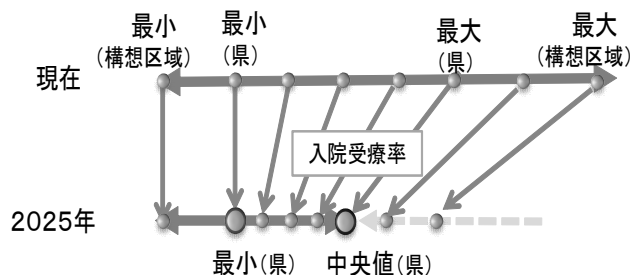 最小
（構想区域）
最小
（県）
最大
（県）
最大
（構想区域）
現在
入院受療率
2025年
最小（県）
中央値（県）